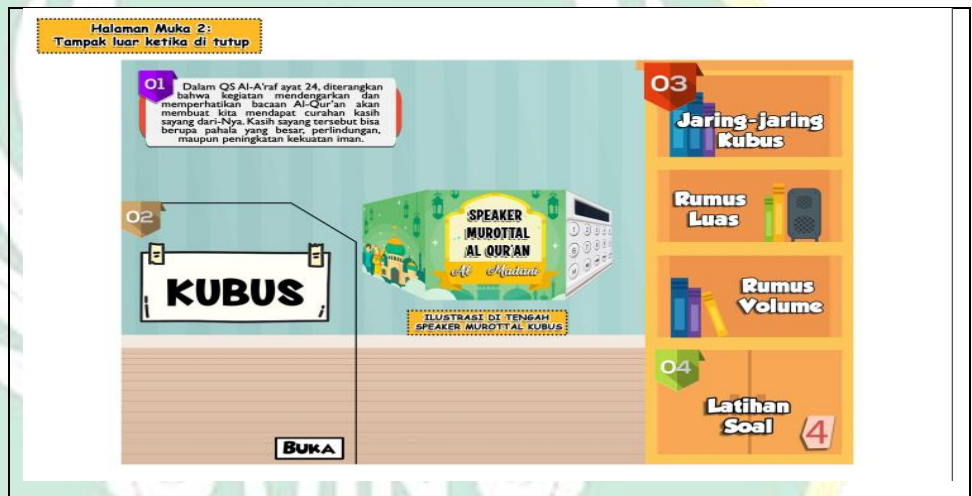 Halaman Muka 2:
Tampak luar ketika di tutup
01
Dalam QS Al-A'raf ayat 24, diterangkan
bahwa kegiatan mendengarkan dan
memperhatikan bacaan Al-Qur'an akan
membuat kita mendapat curahan kasih
sayang dari-Nya. Kasih sayang tersebut bisa
berupa pahala yang besar, perlindungan,
maupun peningkatan kekuatan iman.
02
KUBUS
BUKA
SPEAKER
MUROTTAL
AL QUR'AN
Al Madani
ILUSTRASI DI TENGAH
SPEAKER MUROTTAL KUBUS
03
Jaring-jaring
Kubus
Rumus
Luas
Rumus
Volume
04
Latihan
Soal
4